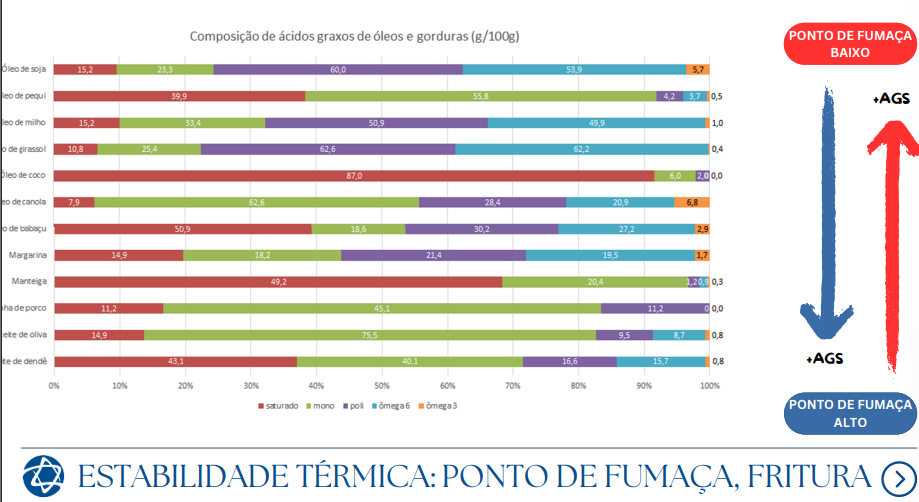 Composição de ácidos graxos de óleos e gorduras (g/100g)
PONTO DE FUMAÇA
BAIXO
+AGS
Óleo de soja 15,2 23,3 60,0 53,9 5,7
leo de pequi 39,9 55,8 4,2 3,7 0,5
leo de milho 15,2 33,4 50,9 49,9 1,0
o de girassol 10,8 25,4 62,6 62,2 0,4
Óleo de coco 87,0 6,0 2,0 0,0
eo de canola 7,9 62,6 28,4 20,9 6,8
o de babaçu 50,9 18,6 30,2 27,2 2,9
Margarina 14,9 18,2 21,4 19,5 1,7
Manteiga 49,2 20,4 1,2 0,3
ha de porco 11,2 45,1 11,2 0,0
eite de oliva 14,9 75,5 9,5 8,7 0,8
ite de dendê 43,1 40,1 16,6 15,7 0,8
0% 10% 20% 30% 40% 50% 60% 70% 80% 90% 100%
saturado mono poli ômega 6 ômega 3
+AGS
PONTO DE FUMAÇA
ALTO
ESTABILIDADE TÉRMICA: PONTO DE FUMAÇA, FRITURA